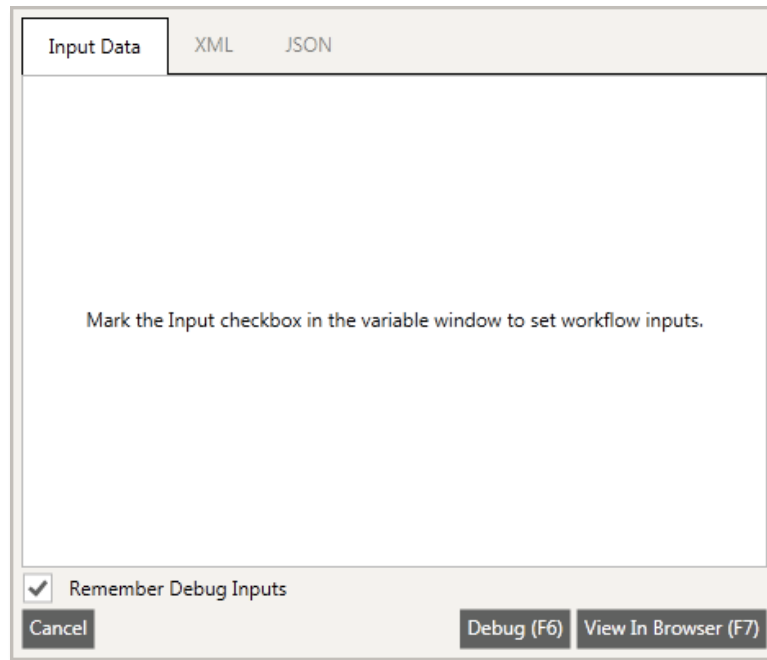 Input Data XML JSON
Mark the Input checkbox in the variable window to set workflow inputs.
Remember Debug Inputs
Cancel Debug (F6) View In Browser (F7)